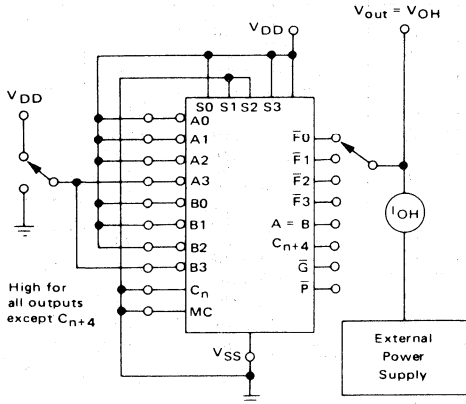 V_DD
V_out = V_OH
V_DD
S0 S1 S2 S3
A0
A1
A2
A3
B0
B1
B2
B3
C_n
MC
F̅0
F̅1
F̅2
F̅3
A = B
C_n+4
G̅
P̅
I_OH
High for
all outputs
except C_n+4
V_SS
External
Power
Supply